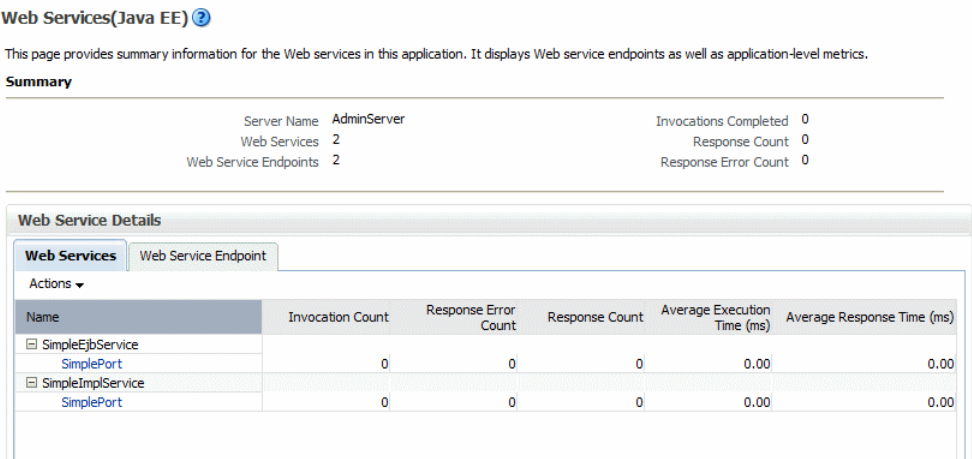 Web Services(Java EE) ?
This page provides summary information for the Web services in this application. It displays Web service endpoints as well as application-level metrics.
Summary
Server Name AdminServer Invocations Completed 0
Web Services 2 Response Count 0
Web Service Endpoints 2 Response Error Count 0
Web Service Details
Web Services Web Service Endpoint
Actions
Name Invocation Count Response Error Count Response Count Average Execution Time (ms) Average Response Time (ms)
SimpleEjbService
SimplePort 0 0 0 0.00 0.00
SimpleImplService
SimplePort 0 0 0 0.00 0.00